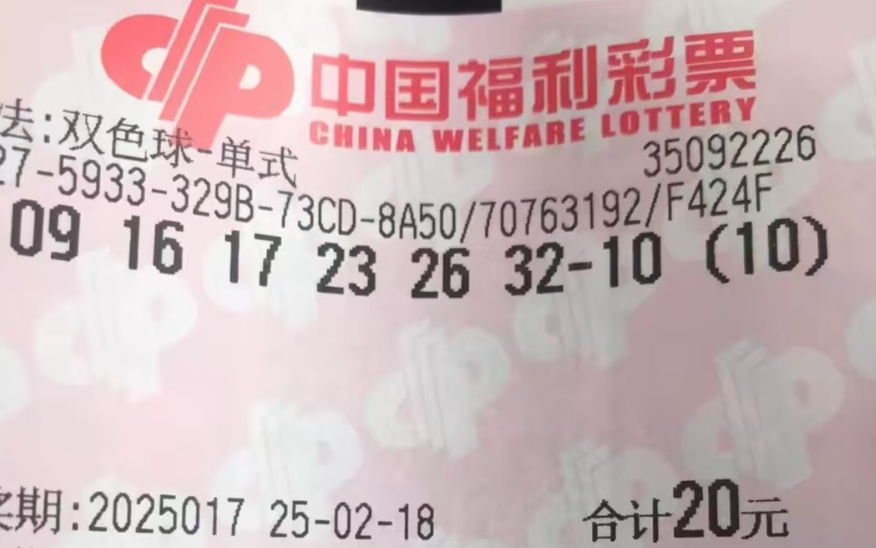 中国福利彩票
CHINA WELFARE LOTTERY
法:双色球-单式 35092226
27-5933-329B-73CD-8A50/70763192/F424F
09 16 17 23 26 32-10 (10)
奖期:2025017 25-02-18 合计20元